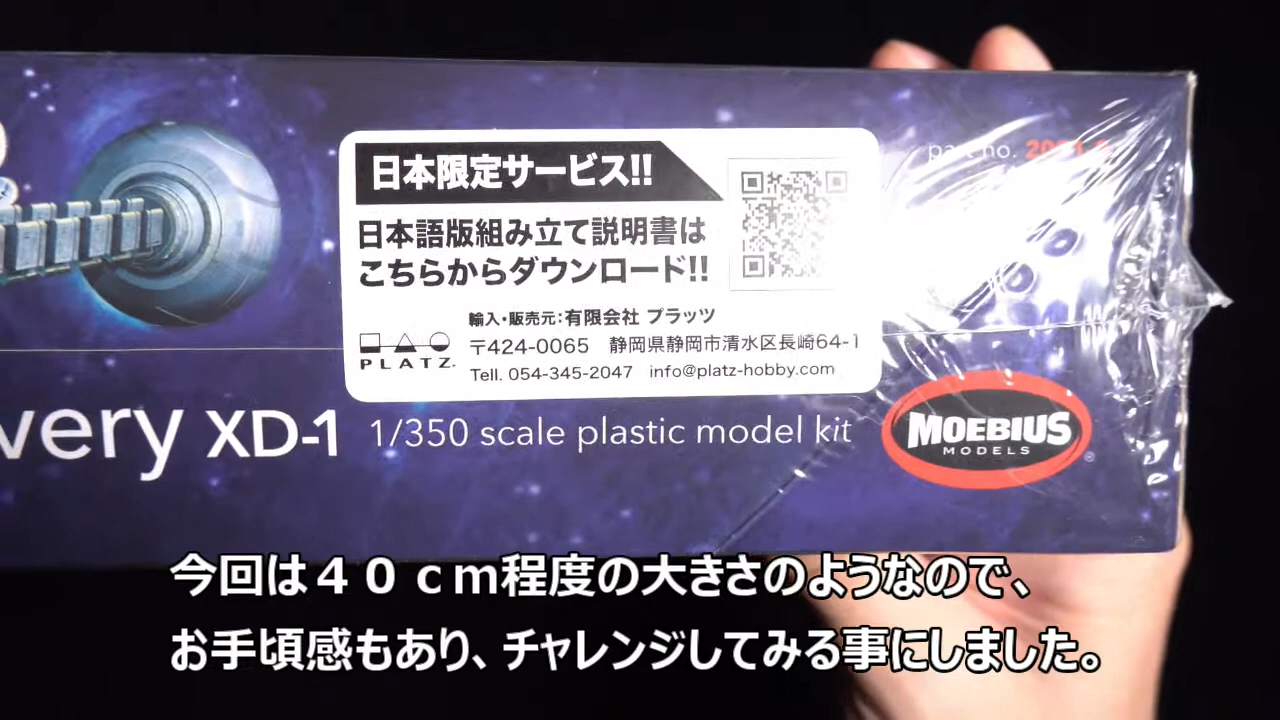 part no.
日本限定サービス!!
日本語版組み立て説明書は
こちらからダウンロード!!
輸入・販売元：有限会社 プラッツ
〒424-0065 静岡県静岡市清水区長崎64-1
PLATZ.
Tell. 054-345-2047 info@platz-hobby.com
very XD-1 1/350 scale plastic model kit
MOEBIUS
MODELS
今回は４０ｃｍ程度の大きさのようなので、
お手頃感もあり、チャレンジしてみる事にしました。